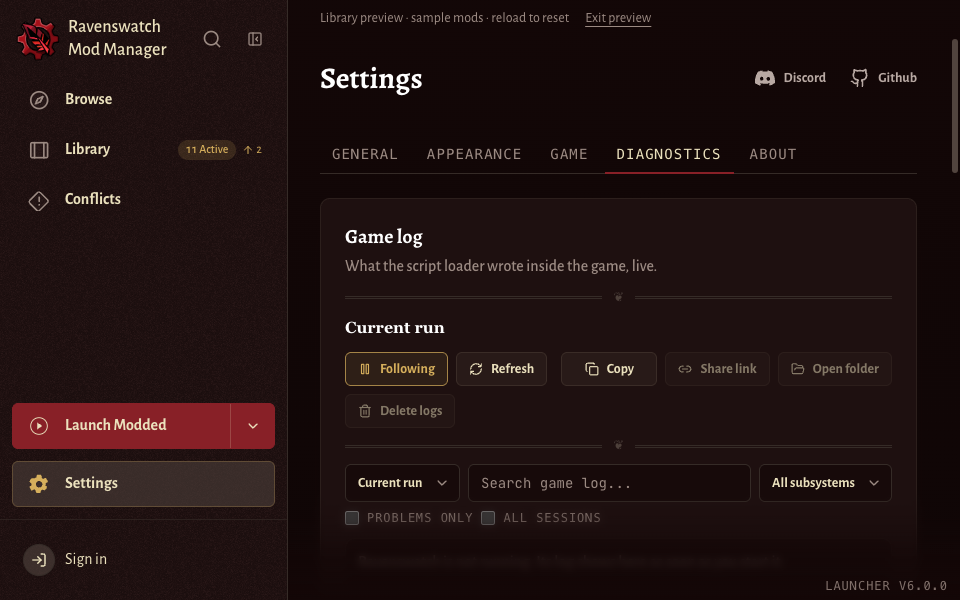 Ravenswatch
Mod Manager
Browse
Library
11 Active
2
Conflicts
Launch Modded
Settings
Sign in
Library preview · sample mods · reload to reset
Exit preview
Settings
Discord
Github
GENERAL
APPEARANCE
GAME
DIAGNOSTICS
ABOUT
Game log
What the script loader wrote inside the game, live.
Current run
Following
Refresh
Copy
Share link
Open folder
Delete logs
Current run
Search game log...
All subsystems
PROBLEMS ONLY
ALL SESSIONS
LAUNCHER V6.0.0